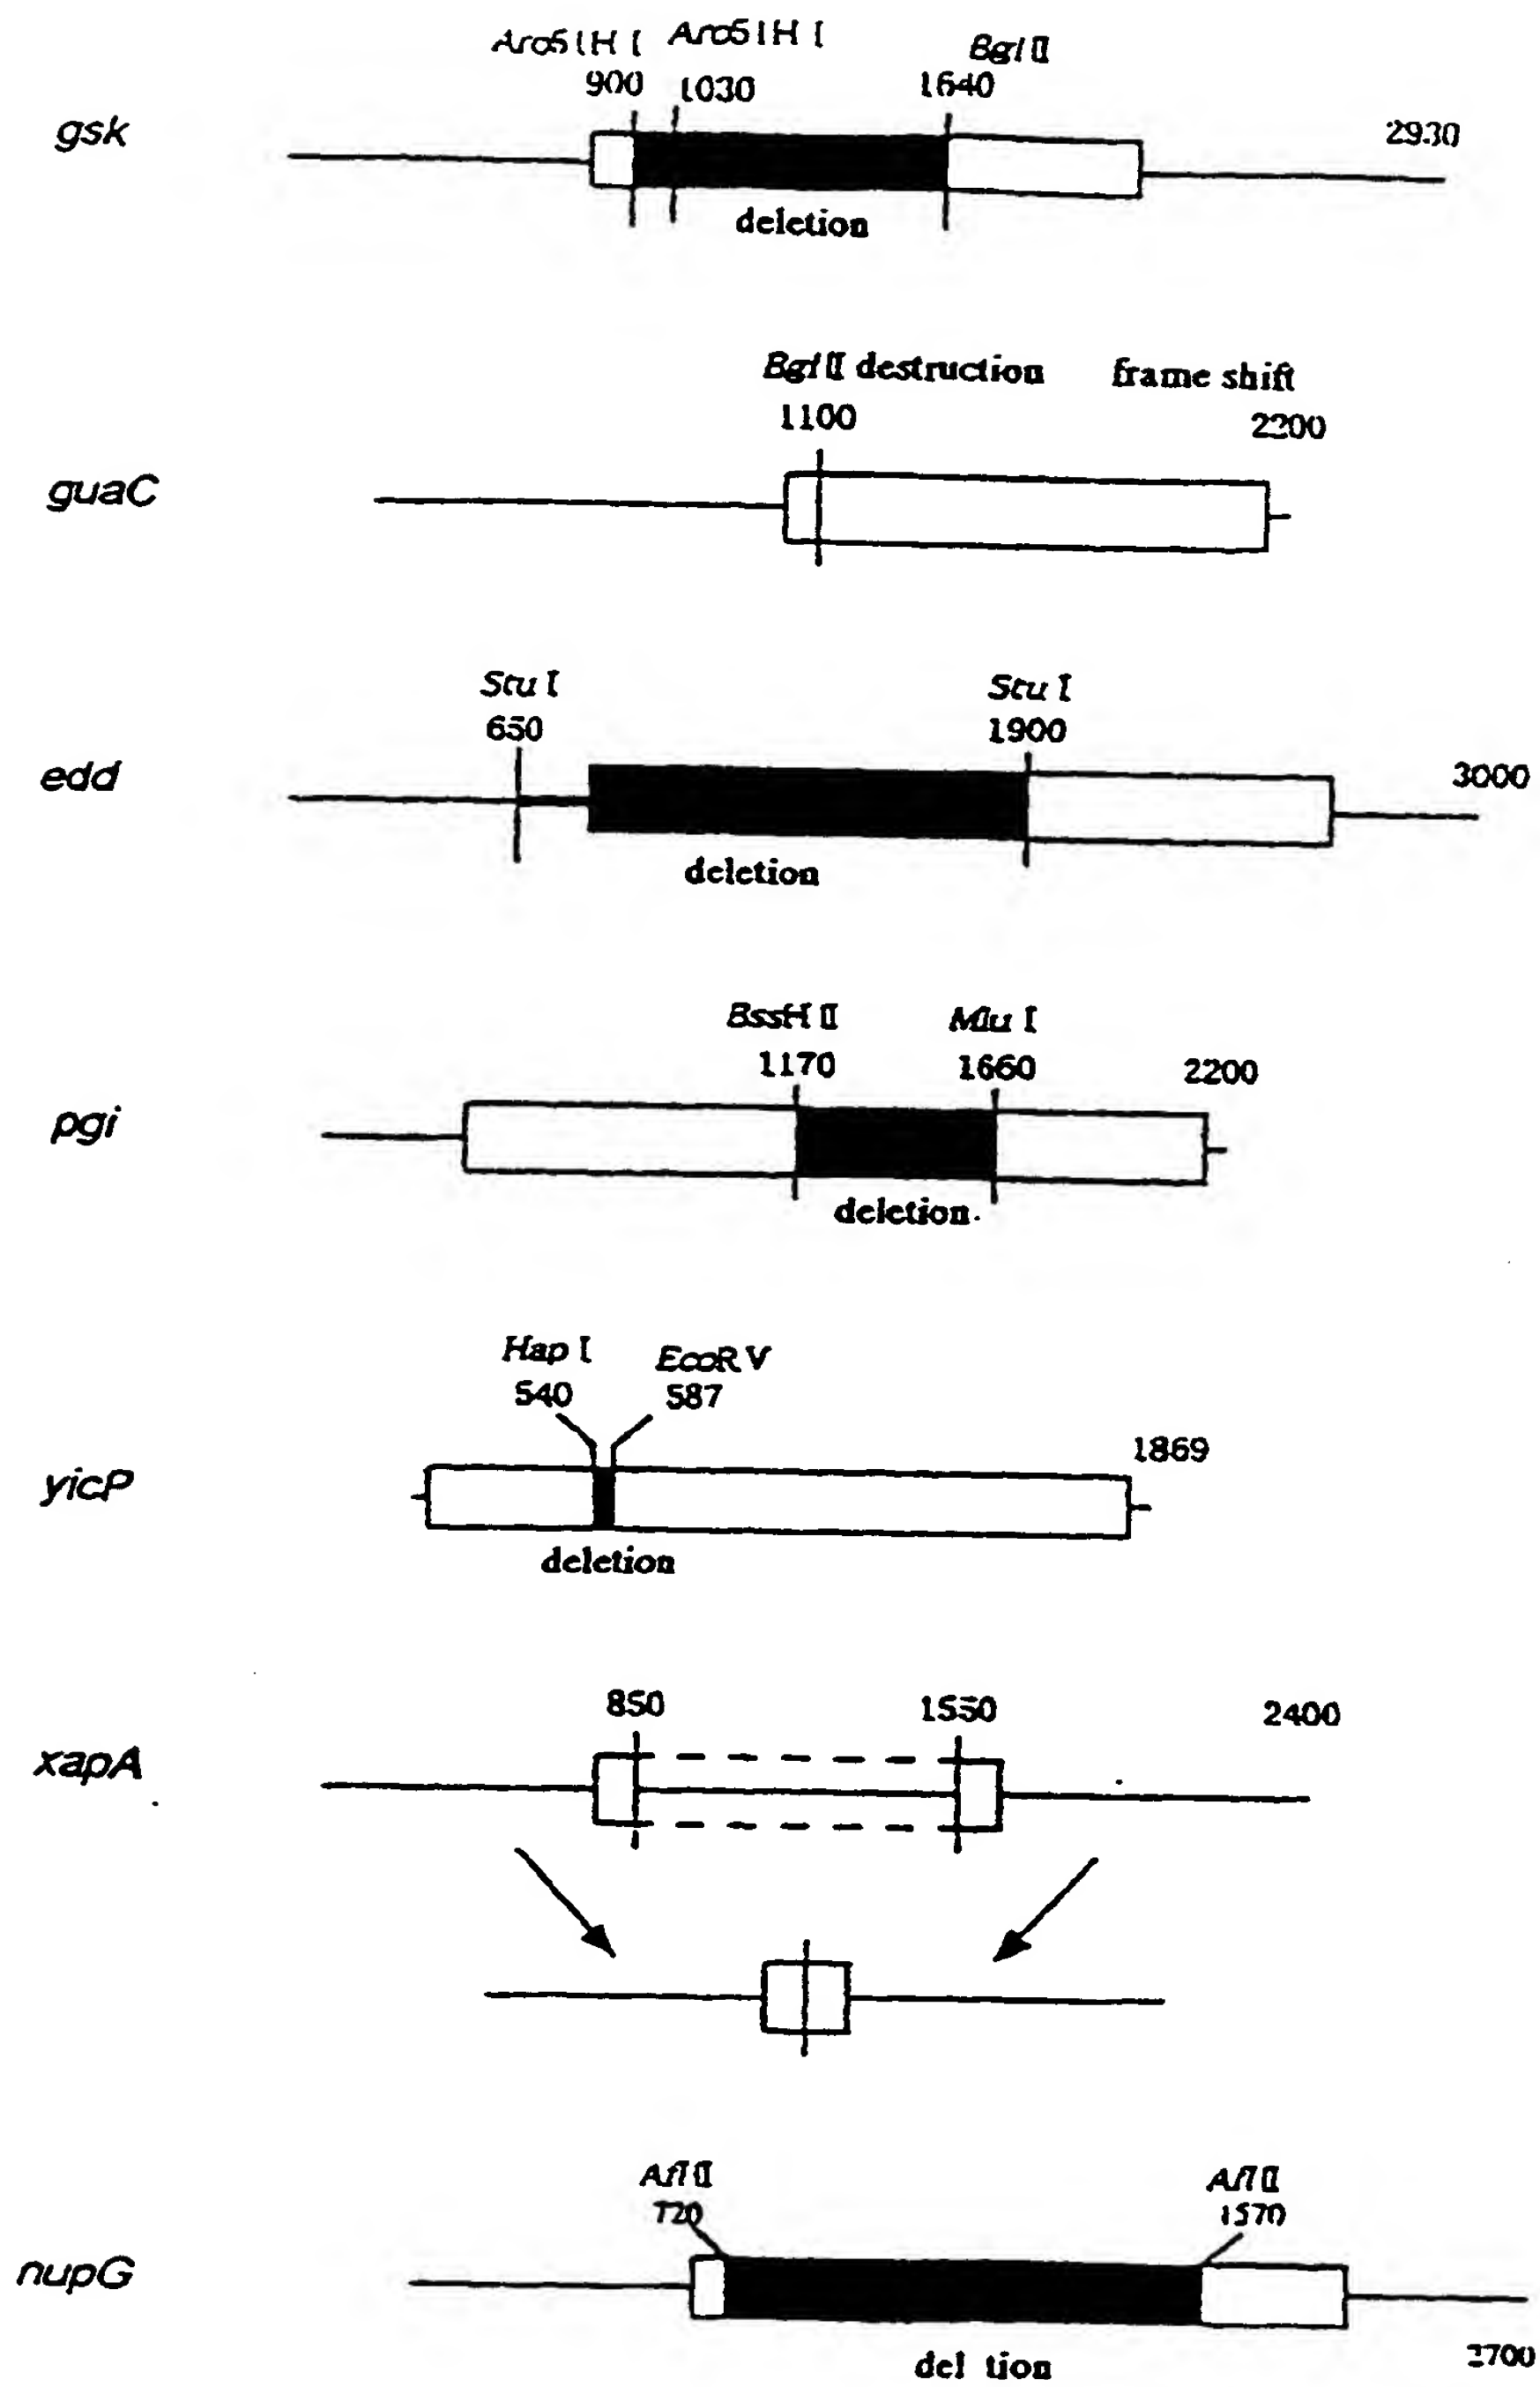 Aro51H I Aro51H I Bgl II
900 1030 1640
gsk 2930
deletion
Bgl II destruction frame shift
1100 2200
guaC
Stu I Stu I
650 1900
edd 3000
deletion
BssH II Mlu I
1170 1660 2200
pgi
deletion
Hap I EcoR V
540 587
1869
yicP
deletion
850 1550 2400
xapA
Afl II Afl II
720 1570
nupG
del tion 2700